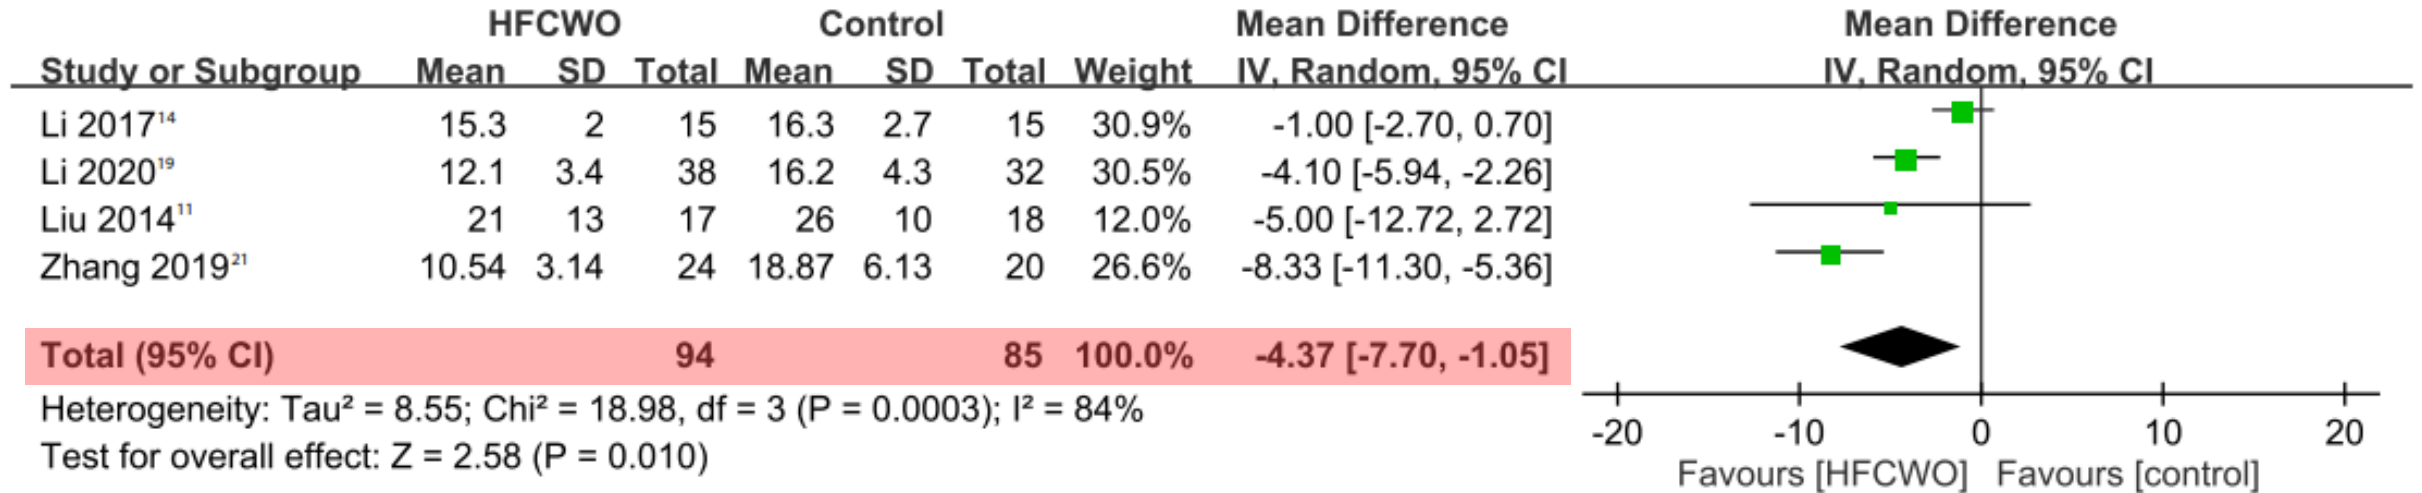 HFCWO Control Mean Difference Mean Difference
Study or Subgroup Mean SD Total Mean SD Total Weight IV, Random, 95% CI IV, Random, 95% CI
Li 2017¹⁴ 15.3 2 15 16.3 2.7 15 30.9% -1.00 [-2.70, 0.70]
Li 2020¹⁹ 12.1 3.4 38 16.2 4.3 32 30.5% -4.10 [-5.94, -2.26]
Liu 2014¹¹ 21 13 17 26 10 18 12.0% -5.00 [-12.72, 2.72]
Zhang 2019²¹ 10.54 3.14 24 18.87 6.13 20 26.6% -8.33 [-11.30, -5.36]
Total (95% CI) 94 85 100.0% -4.37 [-7.70, -1.05]
Heterogeneity: Tau² = 8.55; Chi² = 18.98, df = 3 (P = 0.0003); I² = 84%
Test for overall effect: Z = 2.58 (P = 0.010)
-20 -10 0 10 20
Favours [HFCWO] Favours [control]